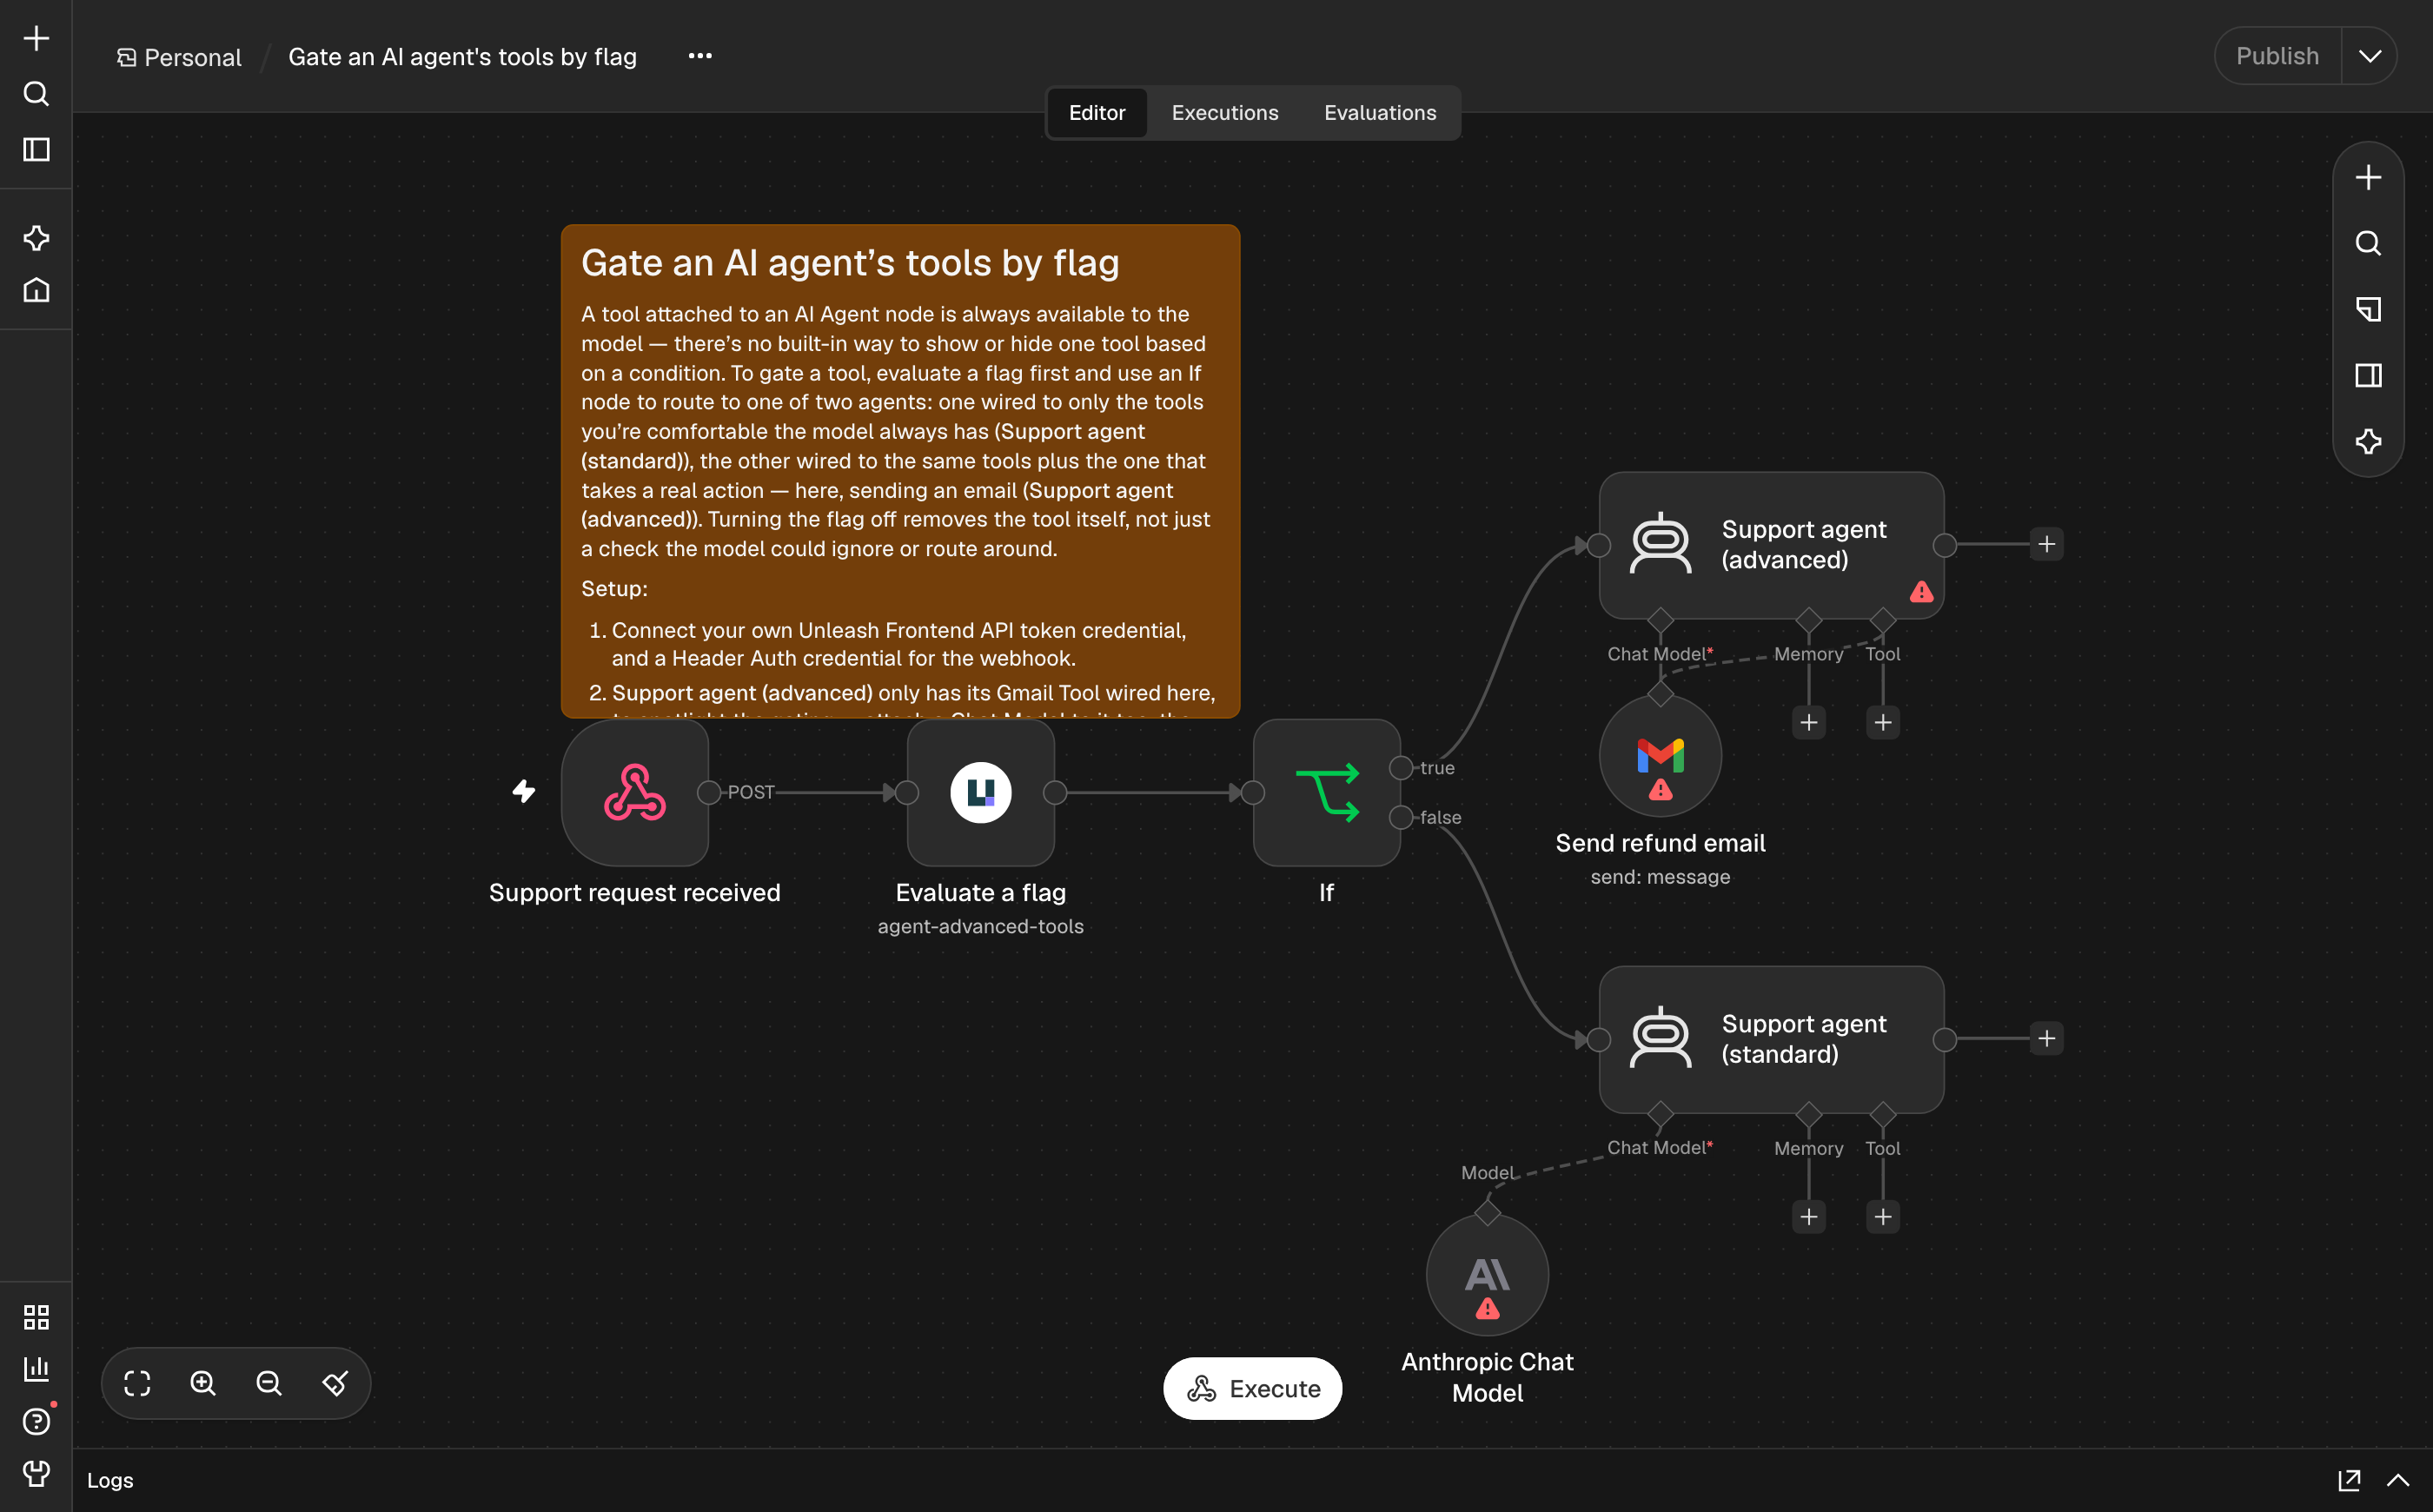 Personal / Gate an AI agent's tools by flag
Publish
Editor Executions Evaluations
Gate an AI agent’s tools by flag
A tool attached to an AI Agent node is always available to the
model — there’s no built-in way to show or hide one tool based
on a condition. To gate a tool, evaluate a flag first and use an If
node to route to one of two agents: one wired to only the tools
you’re comfortable the model always has (Support agent
(standard)), the other wired to the same tools plus the one that
takes a real action — here, sending an email (Support agent
(advanced)). Turning the flag off removes the tool itself, not just
a check the model could ignore or route around.
Setup:
1. Connect your own Unleash Frontend API token credential,
and a Header Auth credential for the webhook.
2. Support agent (advanced) only has its Gmail Tool wired here,
Support agent
(advanced)
Chat Model* Memory Tool
POST
true
false
Support request received
Evaluate a flag
agent-advanced-tools
If
Send refund email
send: message
Support agent
(standard)
Chat Model* Memory Tool
Model
Anthropic Chat
Model
Execute
Logs